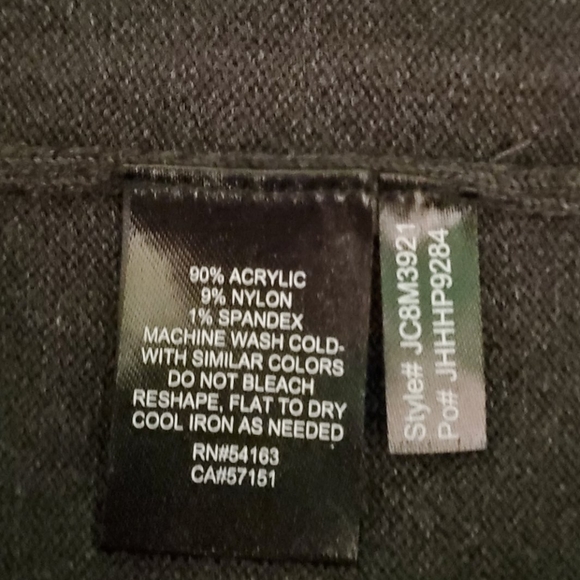 90% ACRYLIC
9% NYLON
1% SPANDEX
MACHINE WASH COLD-
WITH SIMILAR COLORS
DO NOT BLEACH
RESHAPE, FLAT TO DRY
COOL IRON AS NEEDED
RN#54163
CA#57151
Style# JC8M3921
Po# JHHHP9284